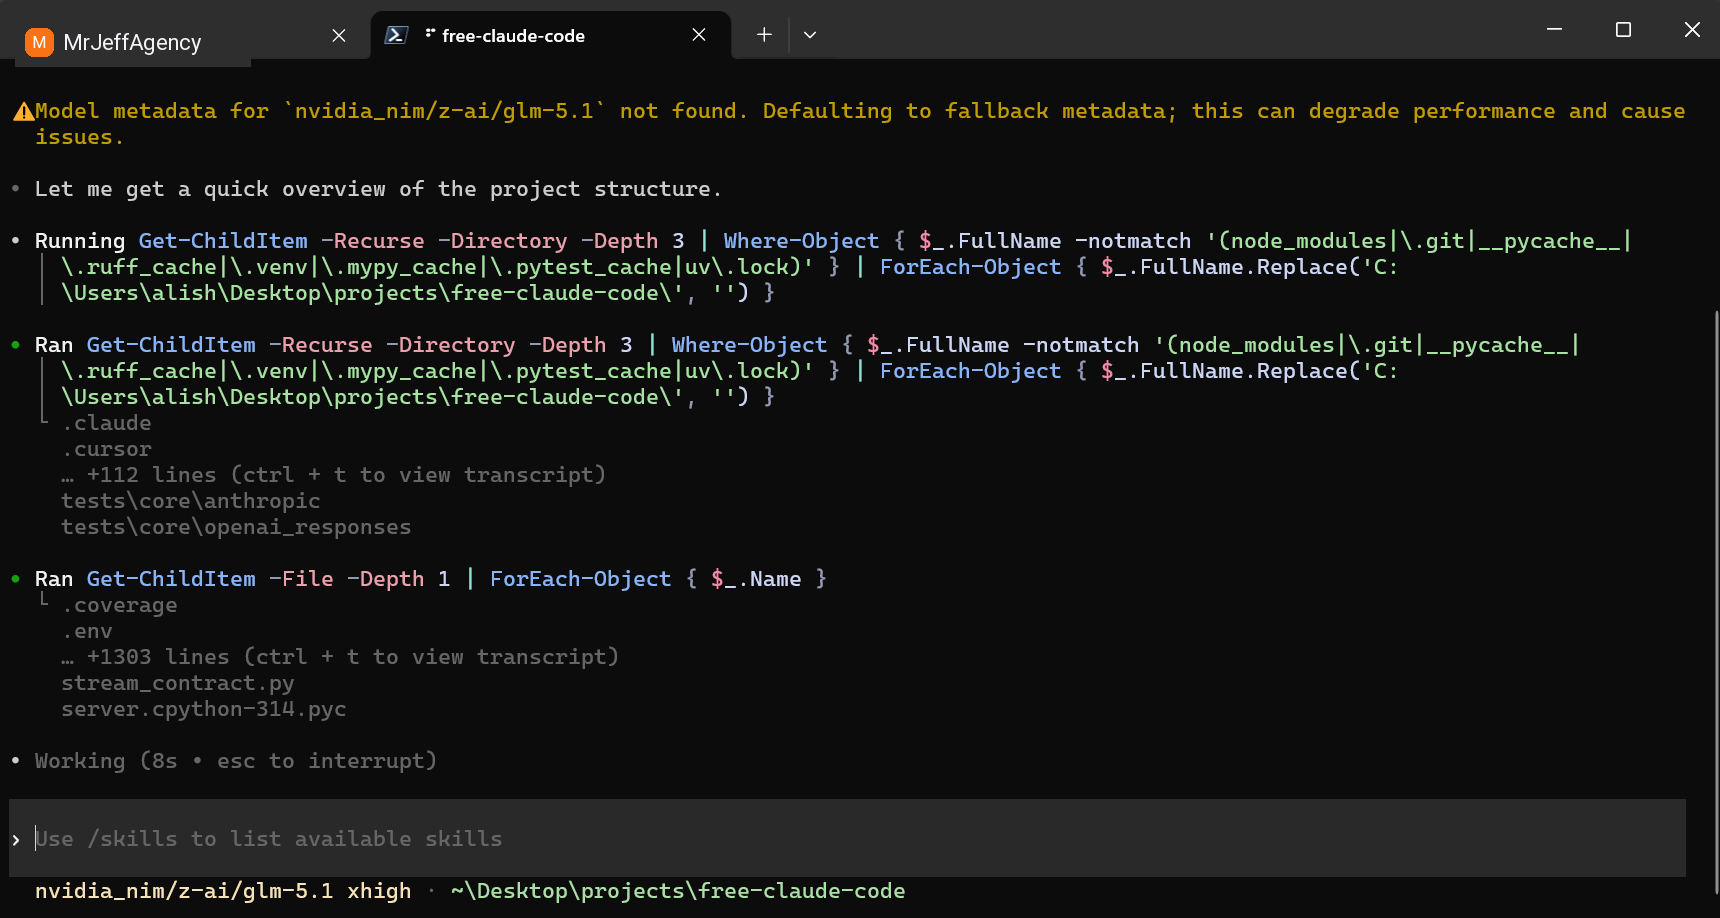 M MrJeffAgency
free-claude-code
⚠Model metadata for `nvidia_nim/z-ai/glm-5.1` not found. Defaulting to fallback metadata; this can degrade performance and cause
issues.
• Let me get a quick overview of the project structure.
• Running Get-ChildItem -Recurse -Directory -Depth 3 | Where-Object { $_.FullName -notmatch '(node_modules|\.git|__pycache__|
│ \.ruff_cache|\.venv|\.mypy_cache|\.pytest_cache|uv\.lock)' } | ForEach-Object { $_.FullName.Replace('C:
│ \Users\alish\Desktop\projects\free-claude-code\', '') }
• Ran Get-ChildItem -Recurse -Directory -Depth 3 | Where-Object { $_.FullName -notmatch '(node_modules|\.git|__pycache__|
│ \.ruff_cache|\.venv|\.mypy_cache|\.pytest_cache|uv\.lock)' } | ForEach-Object { $_.FullName.Replace('C:
│ \Users\alish\Desktop\projects\free-claude-code\', '') }
└ .claude
.cursor
… +112 lines (ctrl + t to view transcript)
tests\core\anthropic
tests\core\openai_responses
• Ran Get-ChildItem -File -Depth 1 | ForEach-Object { $_.Name }
└ .coverage
.env
… +1303 lines (ctrl + t to view transcript)
stream_contract.py
server.cpython-314.pyc
• Working (8s • esc to interrupt)
› Use /skills to list available skills
nvidia_nim/z-ai/glm-5.1 xhigh · ~\Desktop\projects\free-claude-code